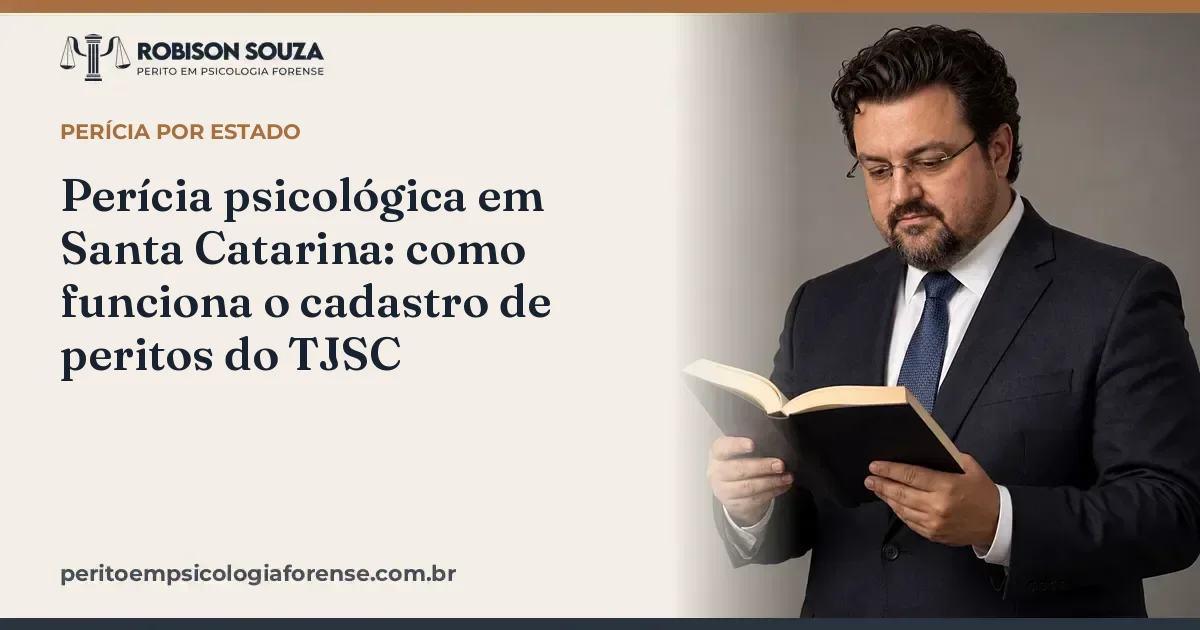 ROBISON SOUZA
PERITO EM PSICOLOGIA FORENSE
PERÍCIA POR ESTADO
Perícia psicológica em
Santa Catarina: como
funciona o cadastro de
peritos do TJSC
peritoempsicologiaforense.com.br